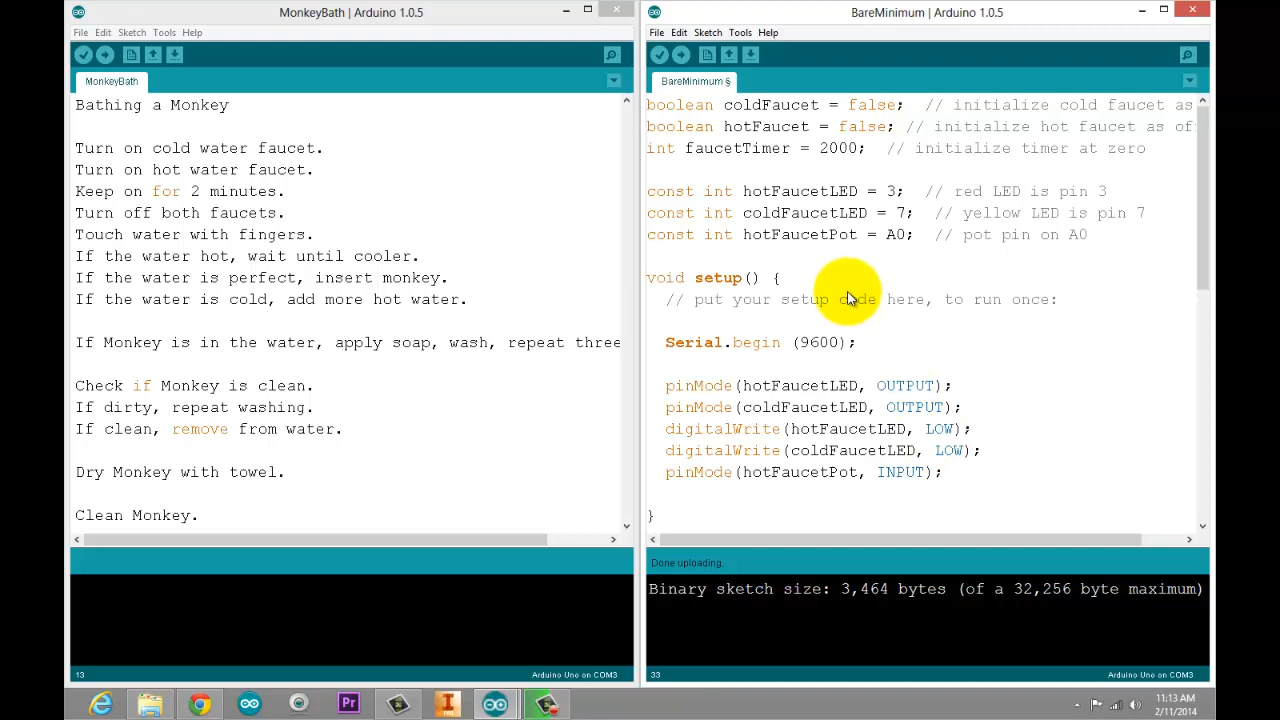 MonkeyBath | Arduino 1.0.5
File Edit Sketch Tools Help
MonkeyBath
Bathing a Monkey
Turn on cold water faucet.
Turn on hot water faucet.
Keep on for 2 minutes.
Turn off both faucets.
Touch water with fingers.
If the water hot, wait until cooler.
If the water is perfect, insert monkey.
If the water is cold, add more hot water.
If Monkey is in the water, apply soap, wash, repeat three
Check if Monkey is clean.
If dirty, repeat washing.
If clean, remove from water.
Dry Monkey with towel.
Clean Monkey.
13
Arduino Uno on COM3
BareMinimum | Arduino 1.0.5
File Edit Sketch Tools Help
BareMinimum §
boolean coldFaucet = false;  // initialize cold faucet as
boolean hotFaucet = false; // initialize hot faucet as of
int faucetTimer = 2000;  // initialize timer at zero
const int hotFaucetLED = 3;  // red LED is pin 3
const int coldFaucetLED = 7;  // yellow LED is pin 7
const int hotFaucetPot = A0;  // pot pin on A0
void setup() {
// put your setup code here, to run once:
Serial.begin (9600);
pinMode(hotFaucetLED, OUTPUT);
pinMode(coldFaucetLED, OUTPUT);
digitalWrite(hotFaucetLED, LOW);
digitalWrite(coldFaucetLED, LOW);
pinMode(hotFaucetPot, INPUT);
}
Done uploading.
Binary sketch size: 3,464 bytes (of a 32,256 byte maximum)
33
Arduino Uno on COM3
Pr
11:13 AM
2/11/2014